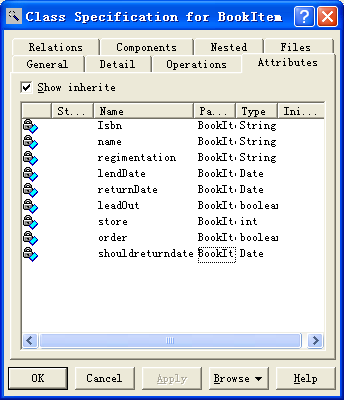 Class Specification for BookItem
Relations Components Nested Files
General Detail Operations Attributes
Show inherite
St... Name Pa... Type Ini...
Isbn BookIt String
name BookIt String
regimentation BookIt String
lendDate BookIt Date
returnDate BookIt Date
leadOut BookIt boolean
store BookIt int
order BookIt boolean
shouldreturndate BookIt Date
OK Cancel Apply Browse Help